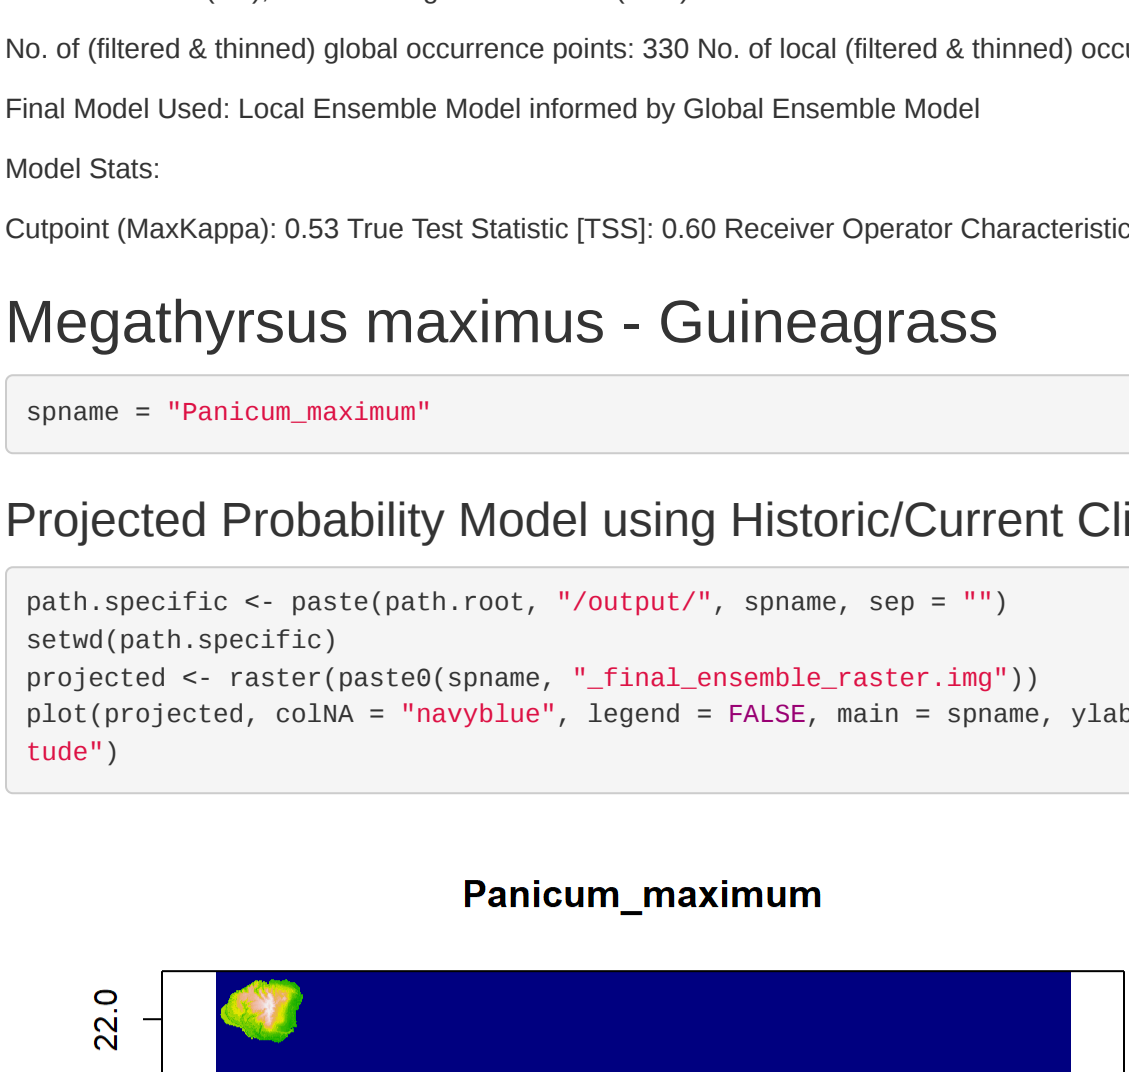 No. of (filtered & thinned) global occurrence points: 330 No. of local (filtered & thinned)
Final Model Used: Local Ensemble Model informed by Global Ensemble Model
Model Stats:
Cutpoint (MaxKappa): 0.53 True Test Statistic [TSS]: 0.60 Receiver Operator Characteristic
Megathyrsus maximus - Guineagrass
spname = "Panicum_maximum"
Projected Probability Model using Historic/Current
path.specific <- paste(path.root, "/output/", spname, sep = "")
setwd(path.specific)
projected <- raster(paste0(spname, "_final_ensemble_raster.img"))
plot(projected, colNA = "navyblue", legend = FALSE, main = spname, ylab
tude")
Panicum_maximum
22.0